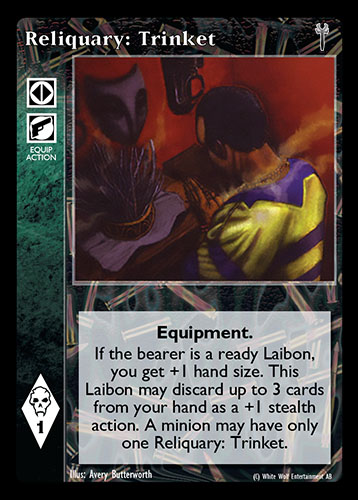 Reliquary: Trinket
EQUIP
ACTION
Equipment.
If the bearer is a ready Laibon,
you get +1 hand size. This
Laibon may discard up to 3 cards
from your hand as a +1 stealth
action. A minion may have only
one Reliquary: Trinket.
1
Illus: Avery Butterworth
(C) White Wolf Entertainment AB